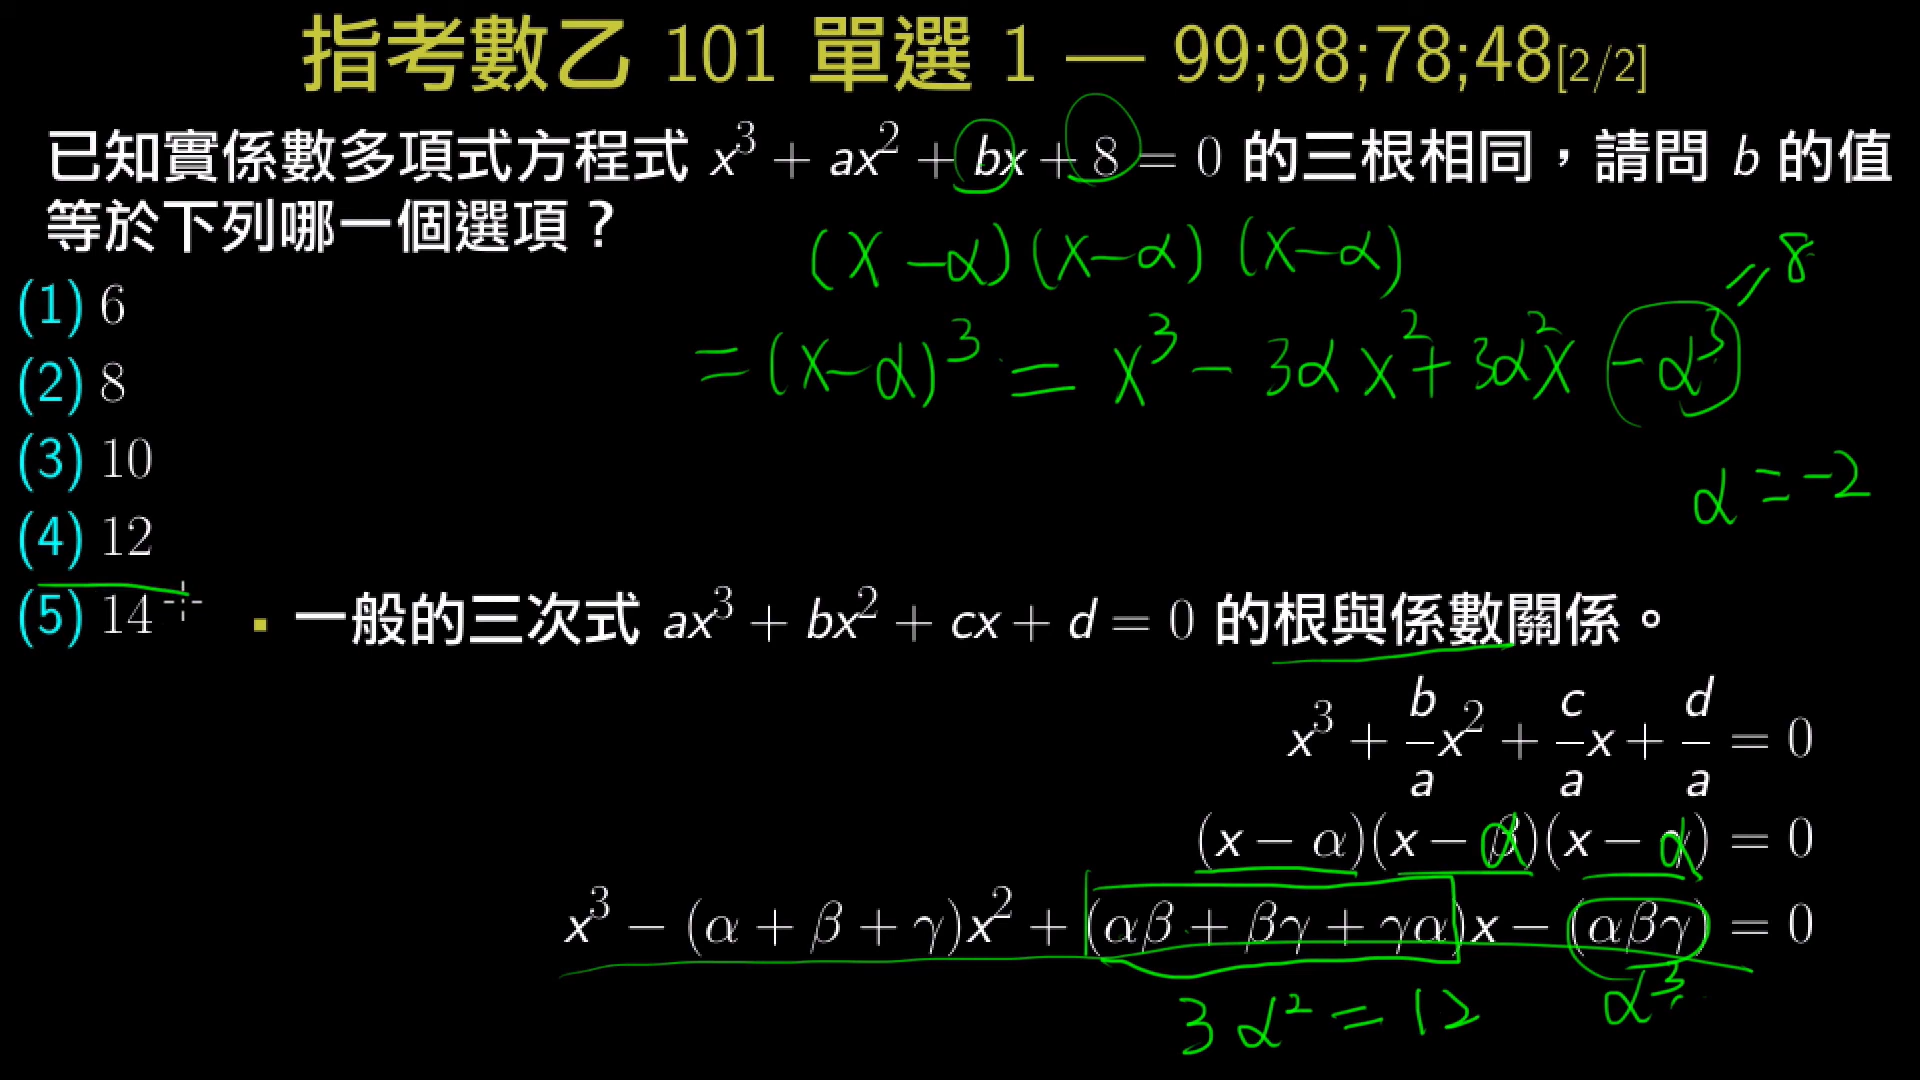 指考數乙 101 單選 1 — 99;98;78;48[2/2]
已知實係數多項式方程式 x³ + ax² + bx + 8 = 0 的三根相同，請問 b 的值
等於下列哪一個選項？
(x − α)(x − α)(x − α)
= (x − α)³ = x³ − 3αx² + 3α²x − α³ = 8
α = −2
(1) 6
(2) 8
(3) 10
(4) 12
(5) 14
▪ 一般的三次式 ax³ + bx² + cx + d = 0 的根與係數關係。
x³ + b/a x² + c/a x + d/a = 0
(x − α)(x − α)(x − α) = 0
x³ − (α + β + γ)x² + (αβ + βγ + γα)x − (αβγ) = 0
3α² = 12
α³